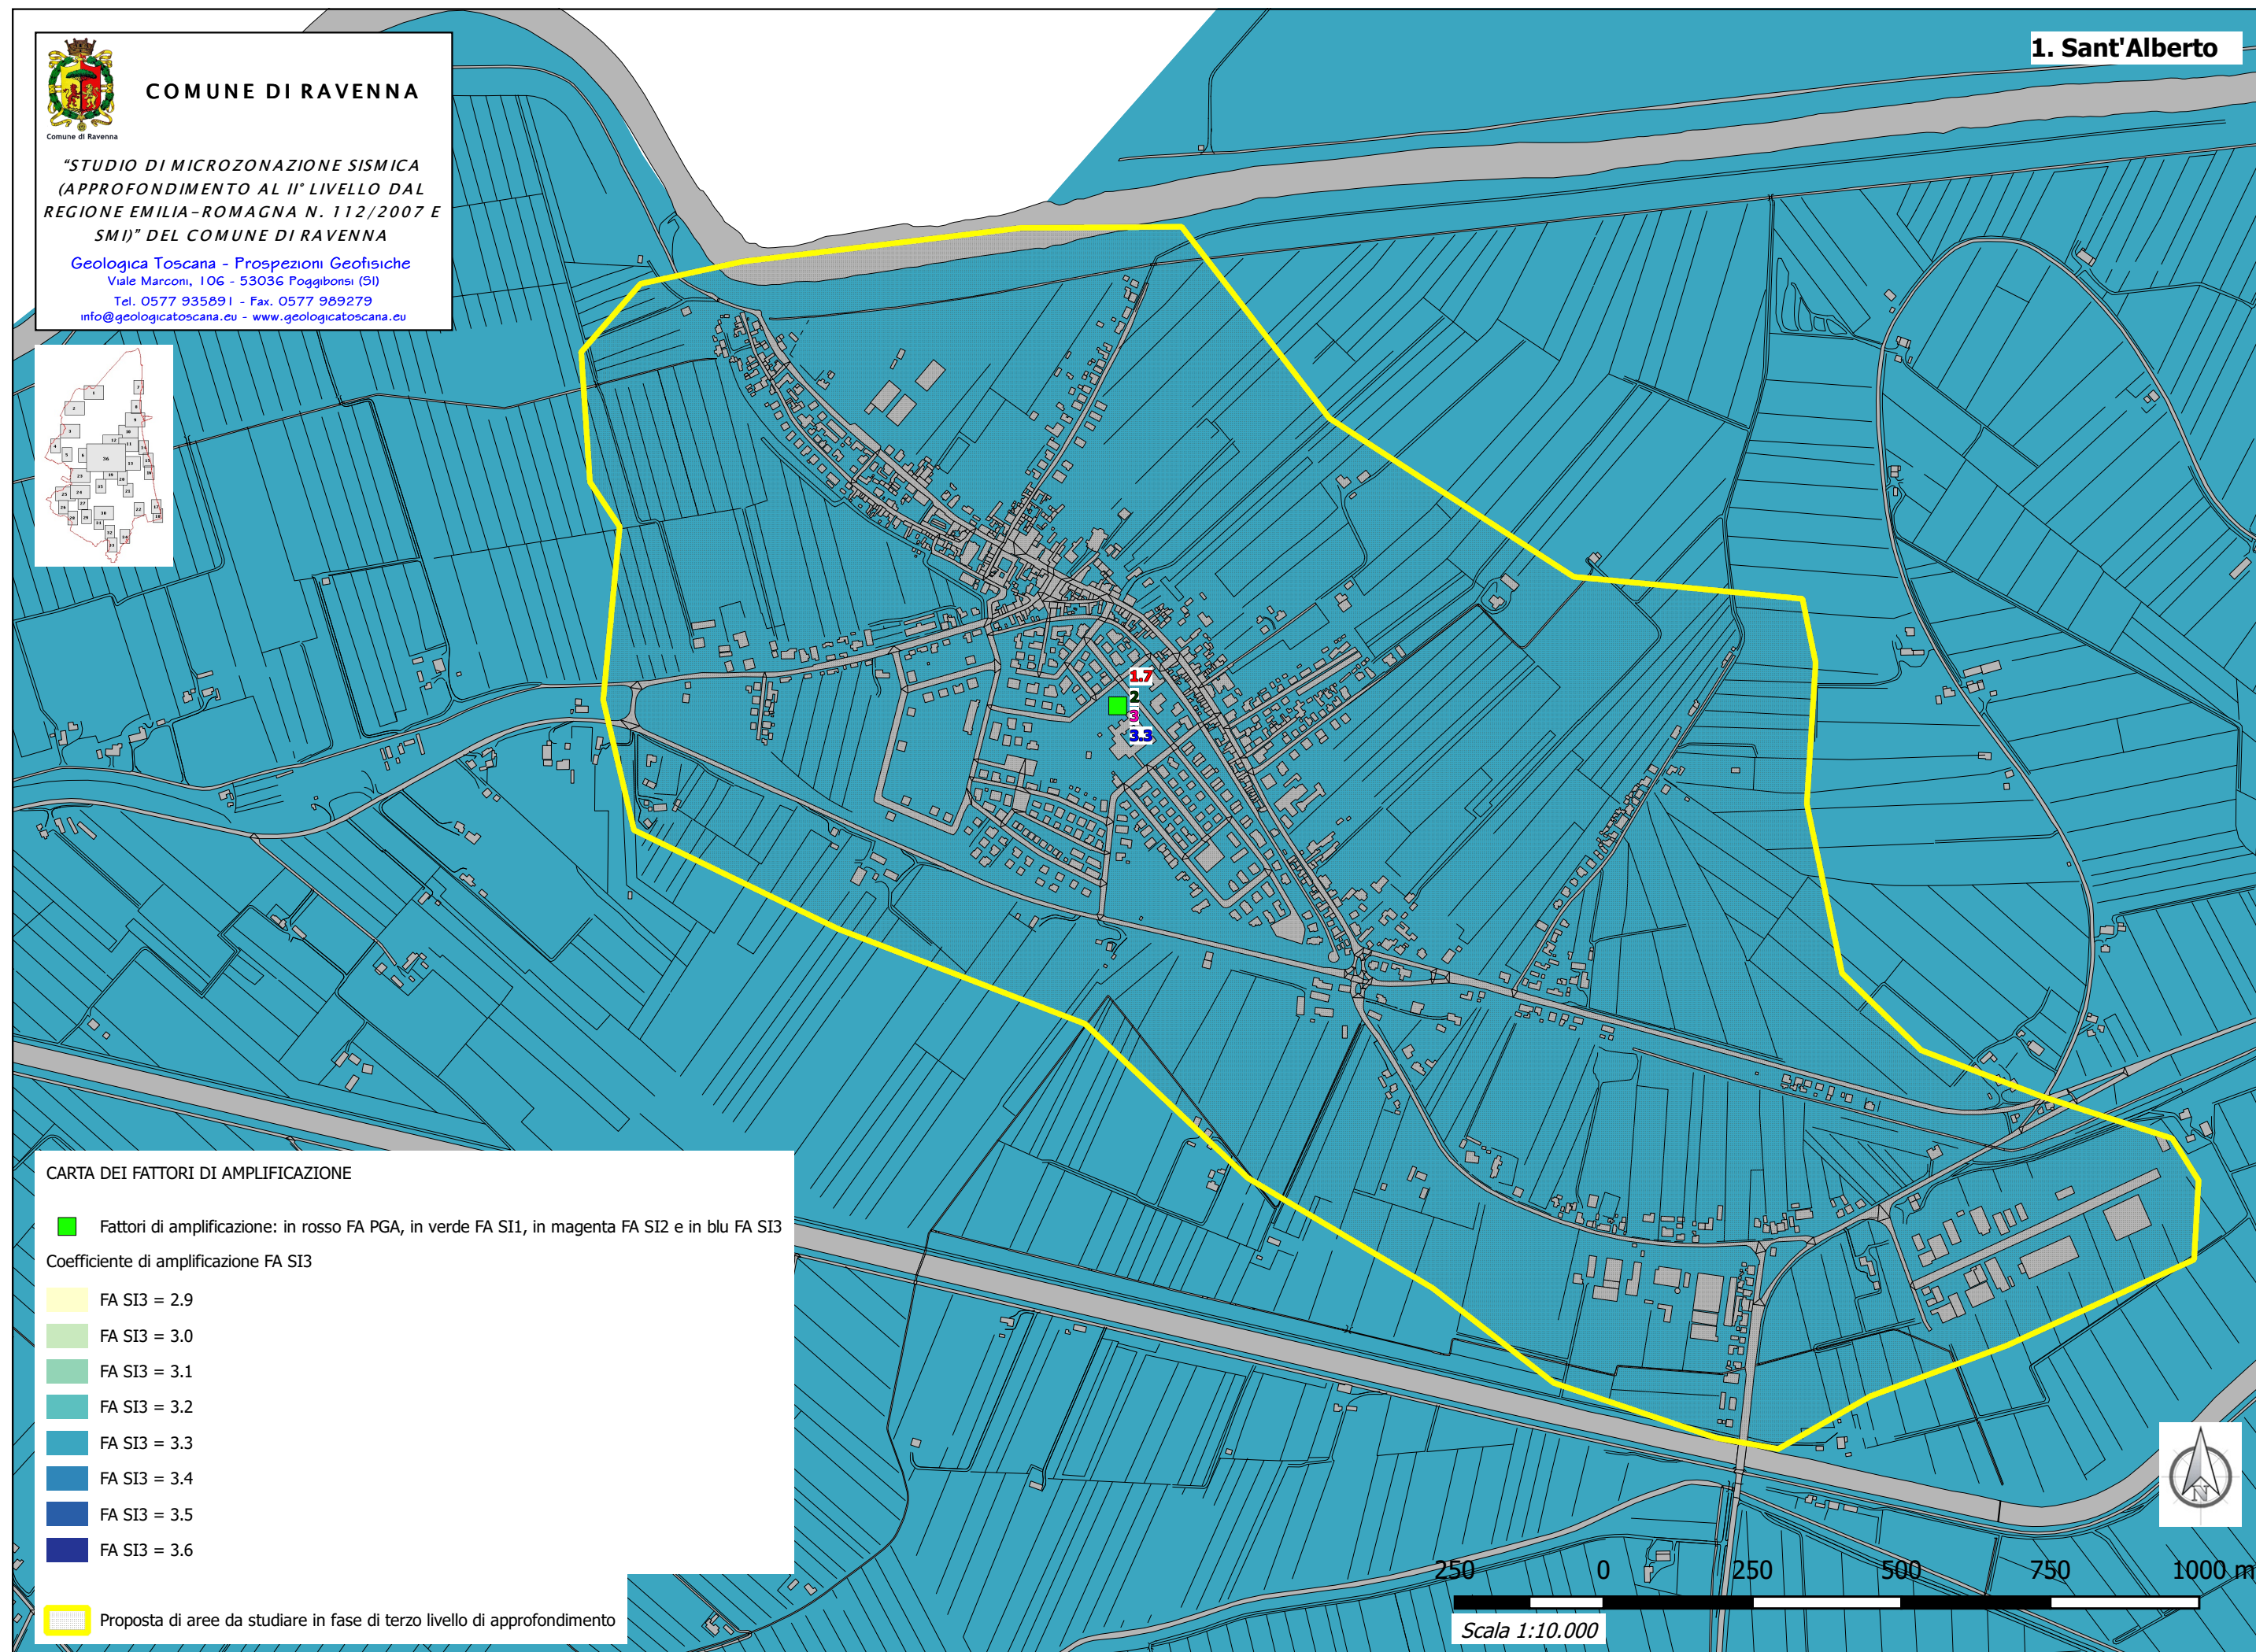 1. Sant'Alberto
COMUNE DI RAVENNA
Comune di Ravenna
"STUDIO DI MICROZONAZIONE SISMICA
(APPROFONDIMENTO AL II° LIVELLO DAL
REGIONE EMILIA-ROMAGNA N. 112/2007 E
SMI)" DEL COMUNE DI RAVENNA
Geologica Toscana - Prospezioni Geofisiche
Viale Marconi, 106 - 53036 Poggibonsi (SI)
Tel. 0577 935891 - Fax. 0577 989279
info@geologicatoscana.eu - www.geologicatoscana.eu
1.7
2
3
3.3
CARTA DEI FATTORI DI AMPLIFICAZIONE
Fattori di amplificazione: in rosso FA PGA, in verde FA SI1, in magenta FA SI2 e in blu FA SI3
Coefficiente di amplificazione FA SI3
FA SI3 = 2.9
FA SI3 = 3.0
FA SI3 = 3.1
FA SI3 = 3.2
FA SI3 = 3.3
FA SI3 = 3.4
FA SI3 = 3.5
FA SI3 = 3.6
Proposta di aree da studiare in fase di terzo livello di approfondimento
N
250 0 250 500 750 1000 m
Scala 1:10.000